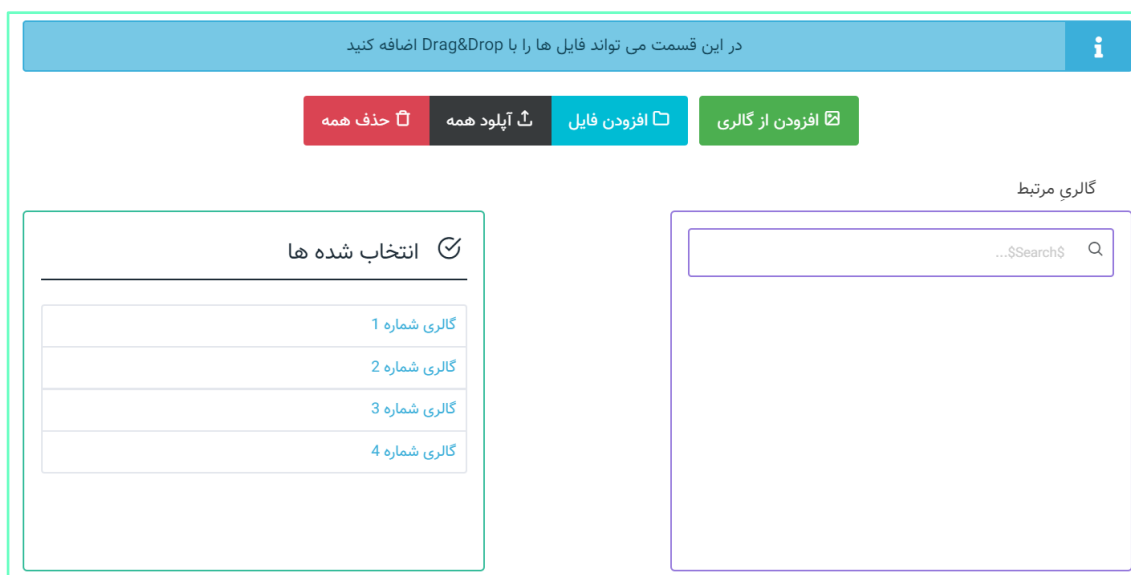 در این قسمت می تواند فایل ها را با Drag&Drop اضافه کنید
افزودن از گالری
افزودن فایل
آپلود همه
حذف همه
گالریِ مرتبط
$Search$...
انتخاب شده ها
گالری شماره 1
گالری شماره 2
گالری شماره 3
گالری شماره 4